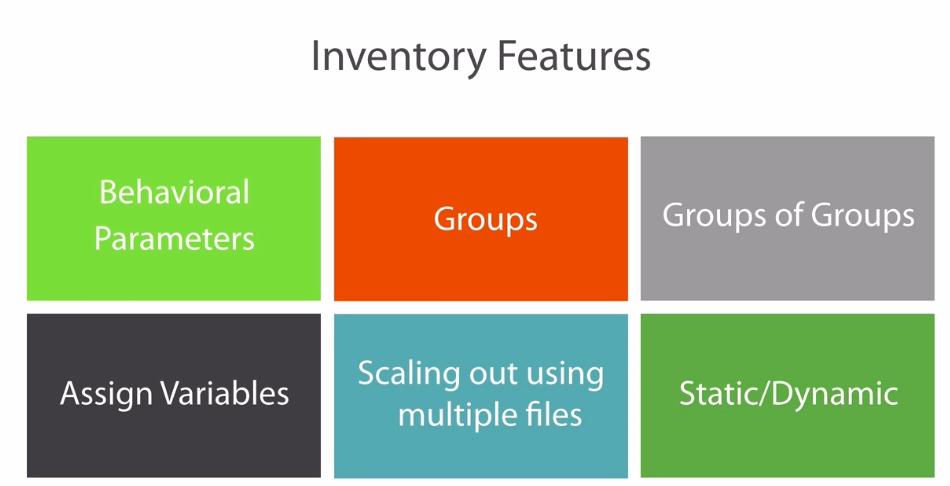 Inventory Features
Behavioral
Parameters
Groups
Groups of Groups
Assign Variables
Scaling out using
multiple files
Static/Dynamic